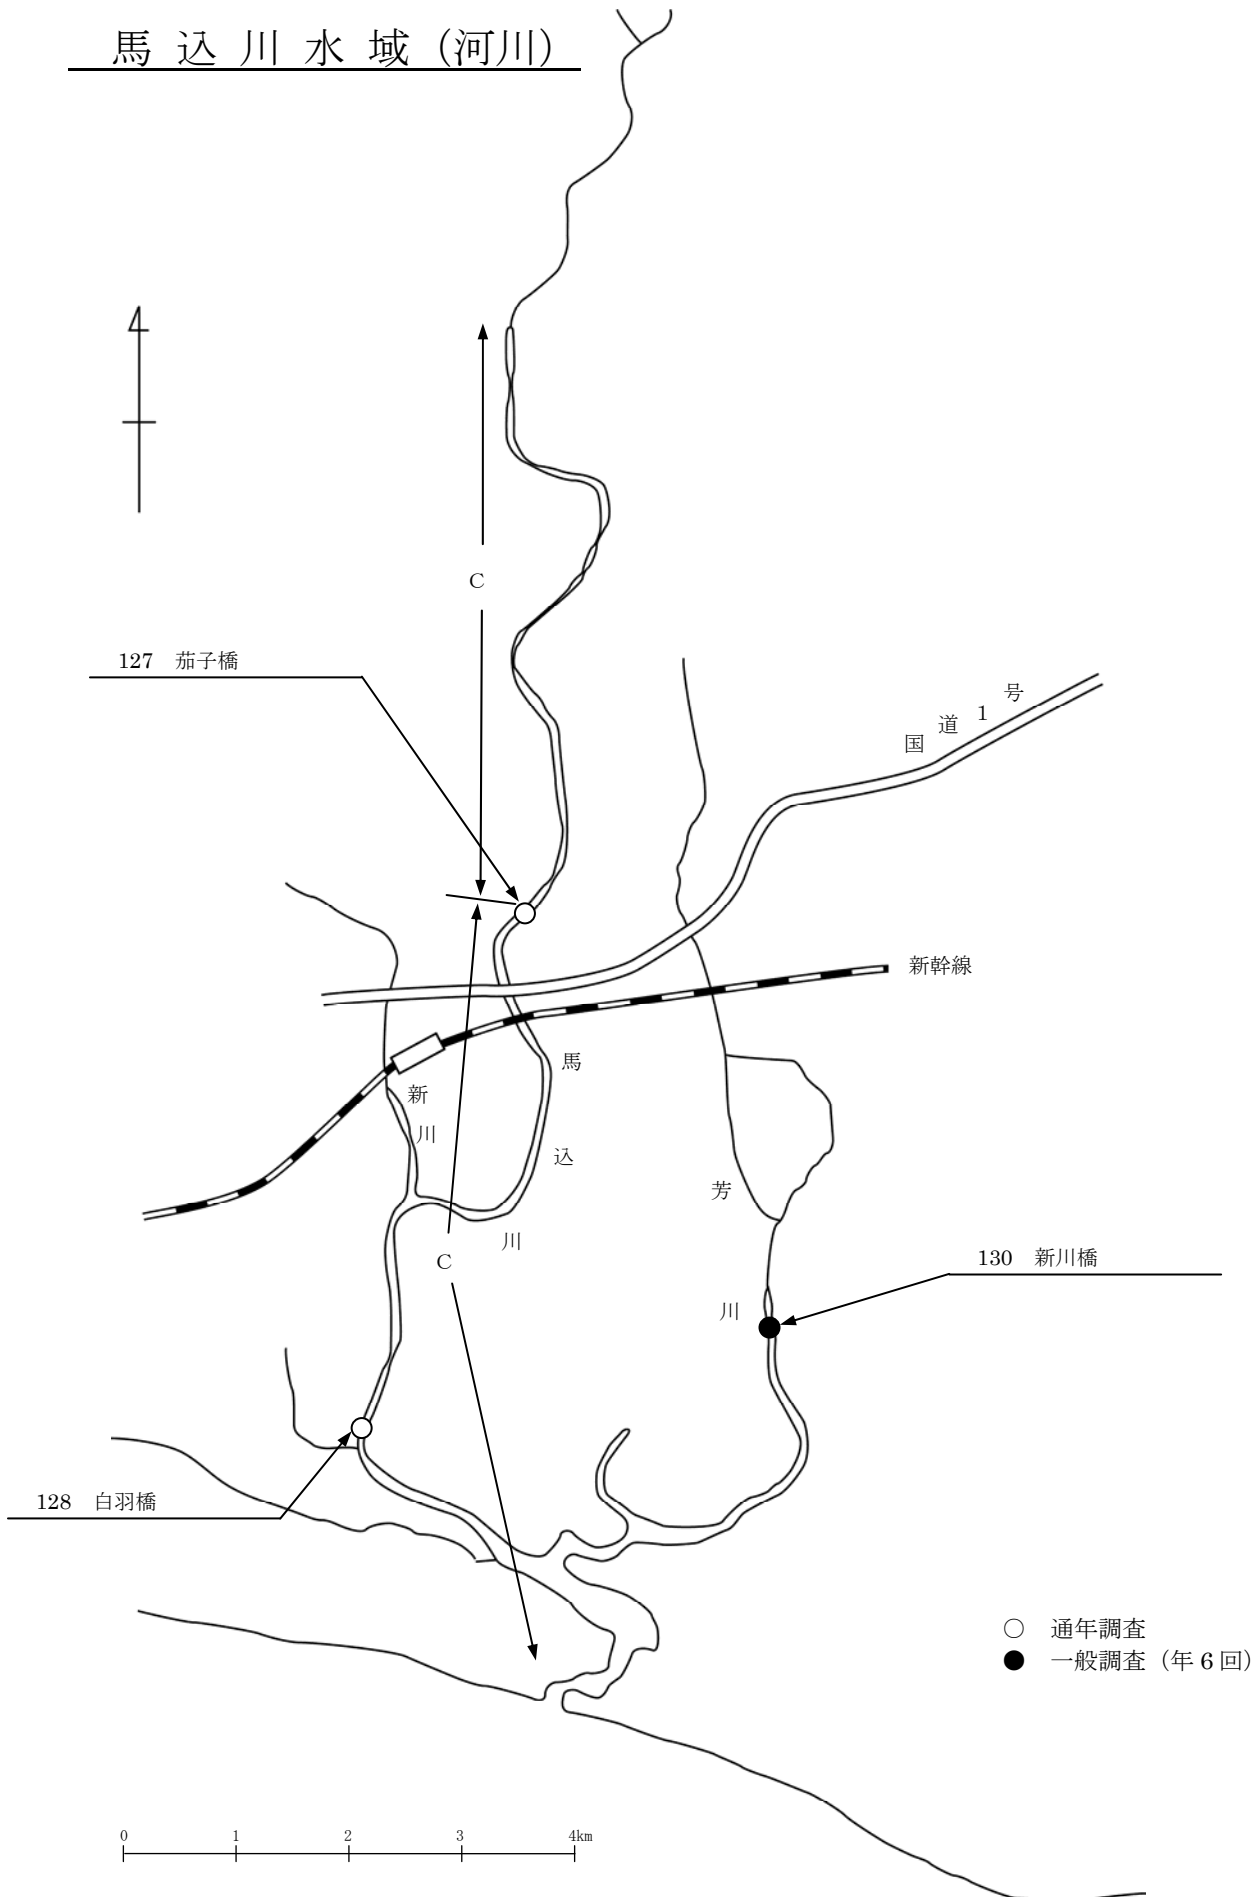 馬込川水域（河川）
C
127 茄子橋
国道1号
新幹線
新川
馬込川
芳川
C
130 新川橋
128 白羽橋
○ 通年調査
● 一般調査（年6回）
0 1 2 3 4km